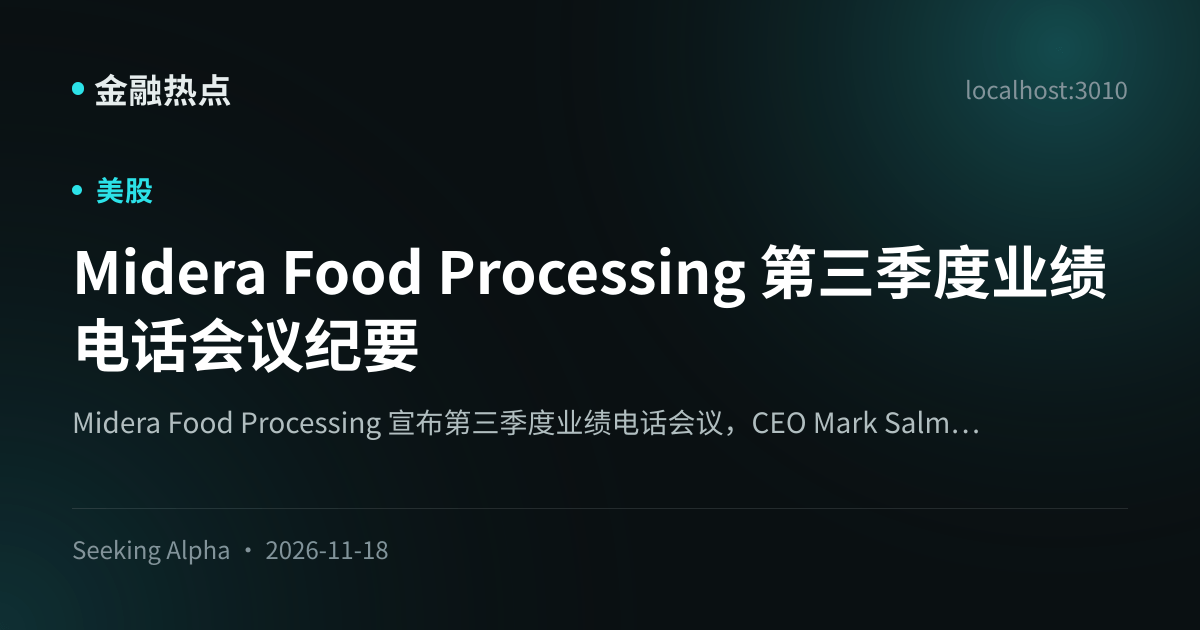 金融热点
localhost:3010
美股
Midera Food Processing 第三季度业绩
电话会议纪要
Midera Food Processing 宣布第三季度业绩电话会议，CEO Mark Salm…
Seeking Alpha · 2026-11-18